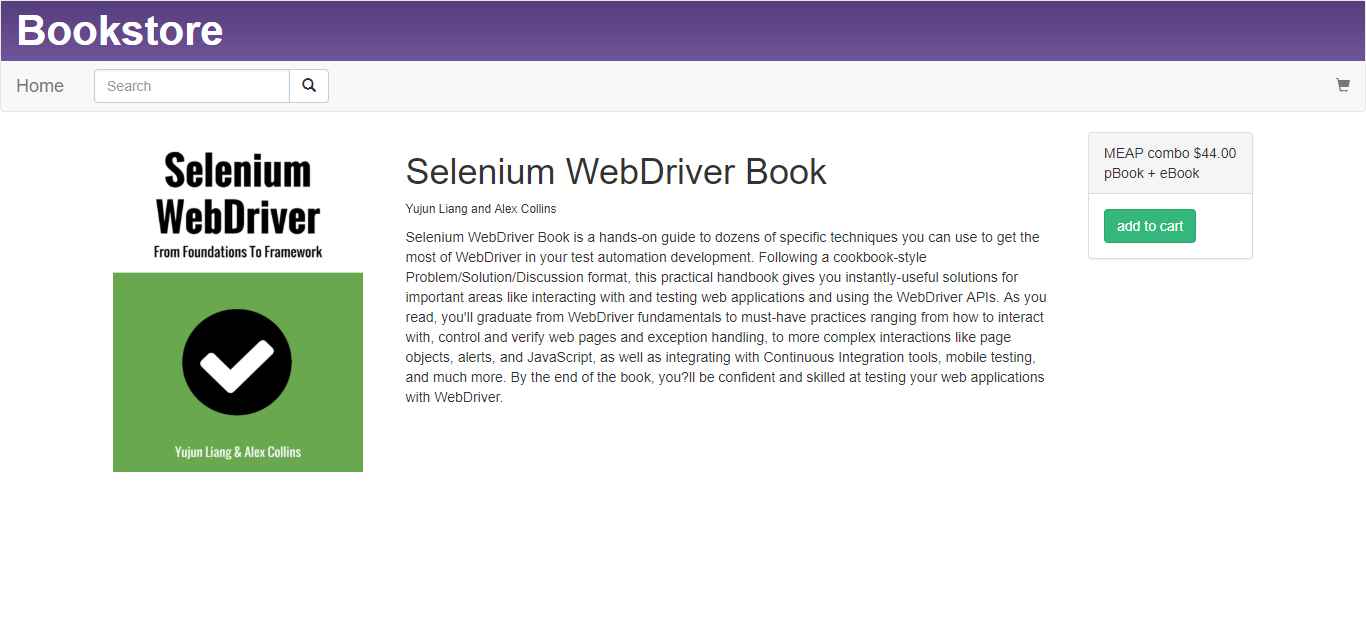 Bookstore
Home
Search
Selenium
WebDriver
From Foundations To Framework
Yujun Liang & Alex Collins
Selenium WebDriver Book
Yujun Liang and Alex Collins
Selenium WebDriver Book is a hands-on guide to dozens of specific techniques you can use to get the
most of WebDriver in your test automation development. Following a cookbook-style
Problem/Solution/Discussion format, this practical handbook gives you instantly-useful solutions for
important areas like interacting with and testing web applications and using the WebDriver APIs. As you
read, you'll graduate from WebDriver fundamentals to must-have practices ranging from how to interact
with, control and verify web pages and exception handling, to more complex interactions like page
objects, alerts, and JavaScript, as well as integrating with Continuous Integration tools, mobile testing,
and much more. By the end of the book, you?ll be confident and skilled at testing your web applications
with WebDriver.
MEAP combo $44.00
pBook + eBook
add to cart